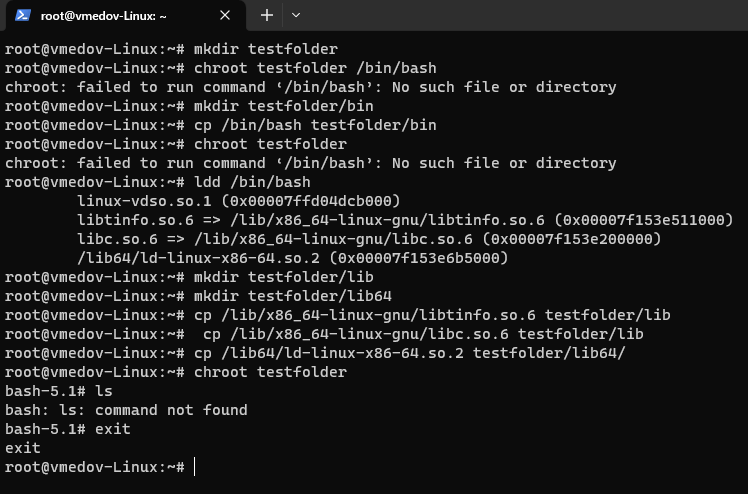 root@vmedov-Linux: ~
root@vmedov-Linux:~# mkdir testfolder
root@vmedov-Linux:~# chroot testfolder /bin/bash
chroot: failed to run command ‘/bin/bash’: No such file or directory
root@vmedov-Linux:~# mkdir testfolder/bin
root@vmedov-Linux:~# cp /bin/bash testfolder/bin
root@vmedov-Linux:~# chroot testfolder
chroot: failed to run command ‘/bin/bash’: No such file or directory
root@vmedov-Linux:~# ldd /bin/bash
        linux-vdso.so.1 (0x00007ffd04dcb000)
        libtinfo.so.6 => /lib/x86_64-linux-gnu/libtinfo.so.6 (0x00007f153e511000)
        libc.so.6 => /lib/x86_64-linux-gnu/libc.so.6 (0x00007f153e200000)
        /lib64/ld-linux-x86-64.so.2 (0x00007f153e6b5000)
root@vmedov-Linux:~# mkdir testfolder/lib
root@vmedov-Linux:~# mkdir testfolder/lib64
root@vmedov-Linux:~# cp /lib/x86_64-linux-gnu/libtinfo.so.6 testfolder/lib
root@vmedov-Linux:~#  cp /lib/x86_64-linux-gnu/libc.so.6 testfolder/lib
root@vmedov-Linux:~# cp /lib64/ld-linux-x86-64.so.2 testfolder/lib64/
root@vmedov-Linux:~# chroot testfolder
bash-5.1# ls
bash: ls: command not found
bash-5.1# exit
exit
root@vmedov-Linux:~#